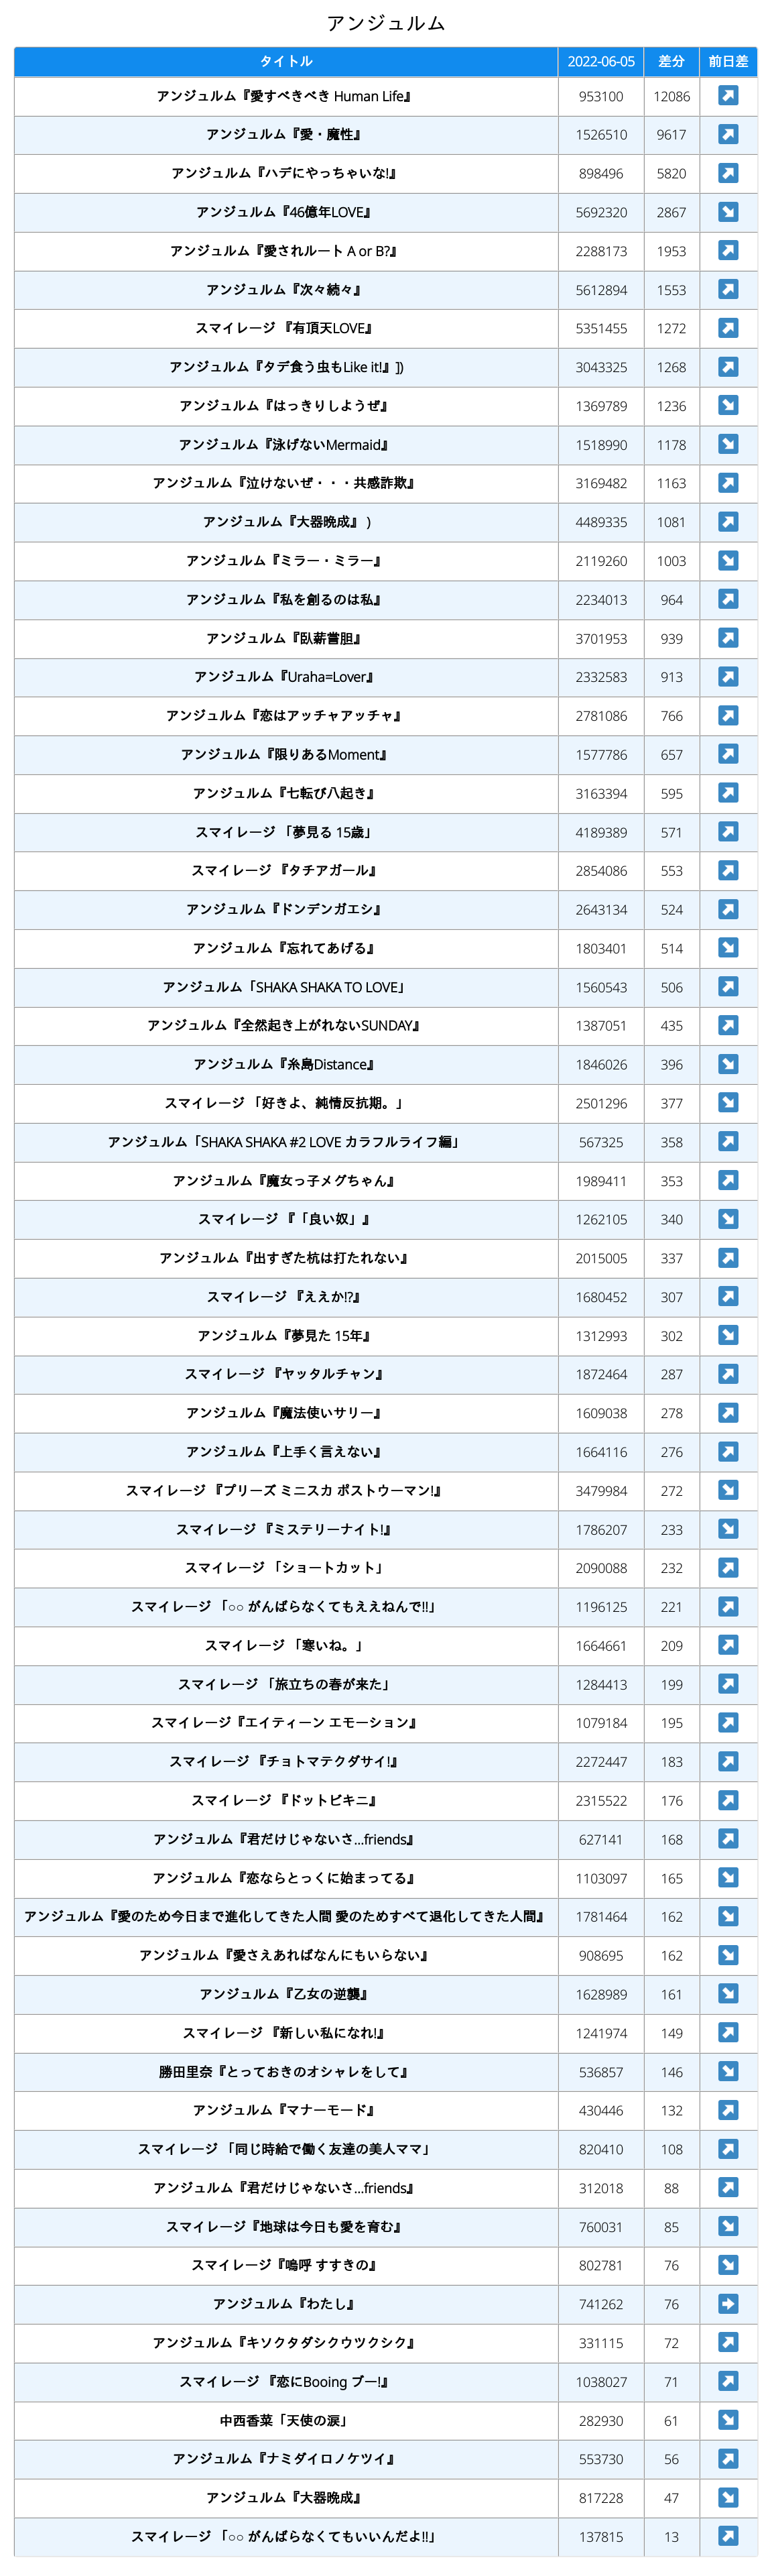 アンジュルム
タイトル 2022-06-05 差分 前日差
アンジュルム『愛すべきべき Human Life』 953100 12086 ↗
アンジュルム『愛・魔性』 1526510 9617 ↗
アンジュルム『ハデにやっちゃいな!』 898496 5820 ↗
アンジュルム『46億年LOVE』 5692320 2867 ↘
アンジュルム『愛されルート A or B?』 2288173 1953 ↗
アンジュルム『次々続々』 5612894 1553 ↗
スマイレージ 『有頂天LOVE』 5351455 1272 ↗
アンジュルム『タデ食う虫もLike it!』]) 3043325 1268 ↗
アンジュルム『はっきりしようぜ』 1369789 1236 ↘
アンジュルム『泳げないMermaid』 1518990 1178 ↘
アンジュルム『泣けないぜ・・・共感詐欺』 3169482 1163 ↗
アンジュルム『大器晩成』 ) 4489335 1081 ↗
アンジュルム『ミラー・ミラー』 2119260 1003 ↘
アンジュルム『私を創るのは私』 2234013 964 ↗
アンジュルム『臥薪嘗胆』 3701953 939 ↗
アンジュルム『Uraha=Lover』 2332583 913 ↗
アンジュルム『恋はアッチャアッチャ』 2781086 766 ↗
アンジュルム『限りあるMoment』 1577786 657 ↗
アンジュルム『七転び八起き』 3163394 595 ↗
スマイレージ 「夢見る 15歳」 4189389 571 ↗
スマイレージ 『タチアガール』 2854086 553 ↗
アンジュルム『ドンデンガエシ』 2643134 524 ↗
アンジュルム『忘れてあげる』 1803401 514 ↘
アンジュルム「SHAKA SHAKA TO LOVE」 1560543 506 ↗
アンジュルム『全然起き上がれないSUNDAY』 1387051 435 ↗
アンジュルム『糸島Distance』 1846026 396 ↘
スマイレージ 「好きよ、純情反抗期。」 2501296 377 ↘
アンジュルム「SHAKA SHAKA #2 LOVE カラフルライフ編」 567325 358 ↗
アンジュルム『魔女っ子メグちゃん』 1989411 353 ↗
スマイレージ 『「良い奴」』 1262105 340 ↘
アンジュルム『出すぎた杭は打たれない』 2015005 337 ↗
スマイレージ 『ええか!?』 1680452 307 ↗
アンジュルム『夢見た 15年』 1312993 302 ↘
スマイレージ 『ヤッタルチャン』 1872464 287 ↗
アンジュルム『魔法使いサリー』 1609038 278 ↗
アンジュルム『上手く言えない』 1664116 276 ↗
スマイレージ 『プリーズ ミニスカ ポストウーマン!』 3479984 272 ↘
スマイレージ 『ミステリーナイト!』 1786207 233 ↘
スマイレージ 「ショートカット」 2090088 232 ↗
スマイレージ 「○○ がんばらなくてもええねんで!!」 1196125 221 ↗
スマイレージ 「寒いね。」 1664661 209 ↗
スマイレージ 「旅立ちの春が来た」 1284413 199 ↗
スマイレージ『エイティーン エモーション』 1079184 195 ↗
スマイレージ 『チョトマテクダサイ!』 2272447 183 ↗
スマイレージ 『ドットビキニ』 2315522 176 ↗
アンジュルム『君だけじゃないさ...friends』 627141 168 ↗
アンジュルム『恋ならとっくに始まってる』 1103097 165 ↘
アンジュルム『愛のため今日まで進化してきた人間 愛のためすべて退化してきた人間』 1781464 162 ↘
アンジュルム『愛さえあればなんにもいらない』 908695 162 ↘
アンジュルム『乙女の逆襲』 1628989 161 ↘
スマイレージ 『新しい私になれ!』 1241974 149 ↗
勝田里奈『とっておきのオシャレをして』 536857 146 ↘
アンジュルム『マナーモード』 430446 132 ↗
スマイレージ 「同じ時給で働く友達の美人ママ」 820410 108 ↗
アンジュルム『君だけじゃないさ...friends』 312018 88 ↗
スマイレージ『地球は今日も愛を育む』 760031 85 ↘
スマイレージ『嗚呼 すすきの』 802781 76 ↘
アンジュルム『わたし』 741262 76 →
アンジュルム『キソクタダシクウツクシク』 331115 72 ↗
スマイレージ 『恋にBooing ブー!』 1038027 71 ↗
中西香菜「天使の涙」 282930 61 ↘
アンジュルム『ナミダイロノケツイ』 553730 56 ↗
アンジュルム『大器晩成』 817228 47 ↘
スマイレージ 「○○ がんばらなくてもいいんだよ!!」 137815 13 ↗